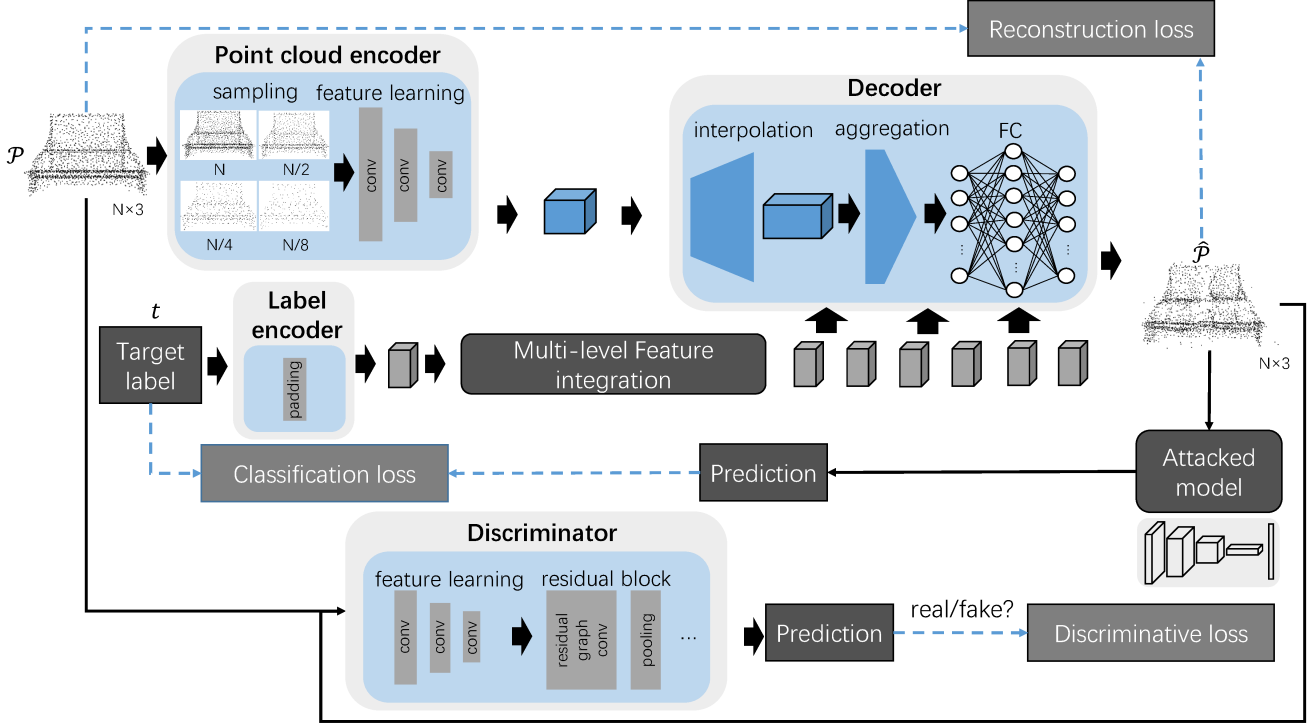 Reconstruction loss
Point cloud encoder
sampling
feature learning
N
N/2
N/4
N/8
conv
conv
conv
𝒫
N×3
Decoder
interpolation
aggregation
FC
...
...
...
𝒫̂
N×3
t
Target
label
Label
encoder
padding
Multi-level Feature
integration
Classification loss
Prediction
Attacked
model
Discriminator
feature learning
residual block
conv
conv
conv
residual
graph
conv
pooling
...
Prediction
real/fake?
Discriminative loss